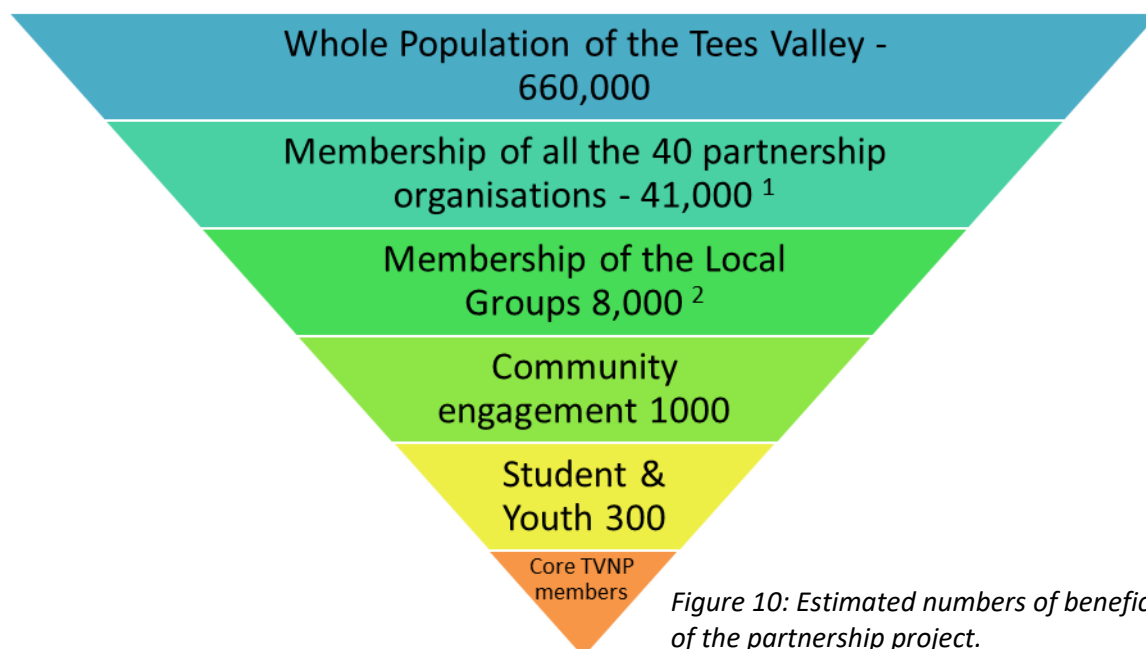 Whole Population of the Tees Valley -
660,000
Membership of all the 40 partnership
organisations - 41,000 1
Membership of the Local
Groups 8,000 2
Community
engagement 1000
Student &
Youth 300
Core TVNP
members
Figure 10: Estimated numbers of benefic
of the partnership project.